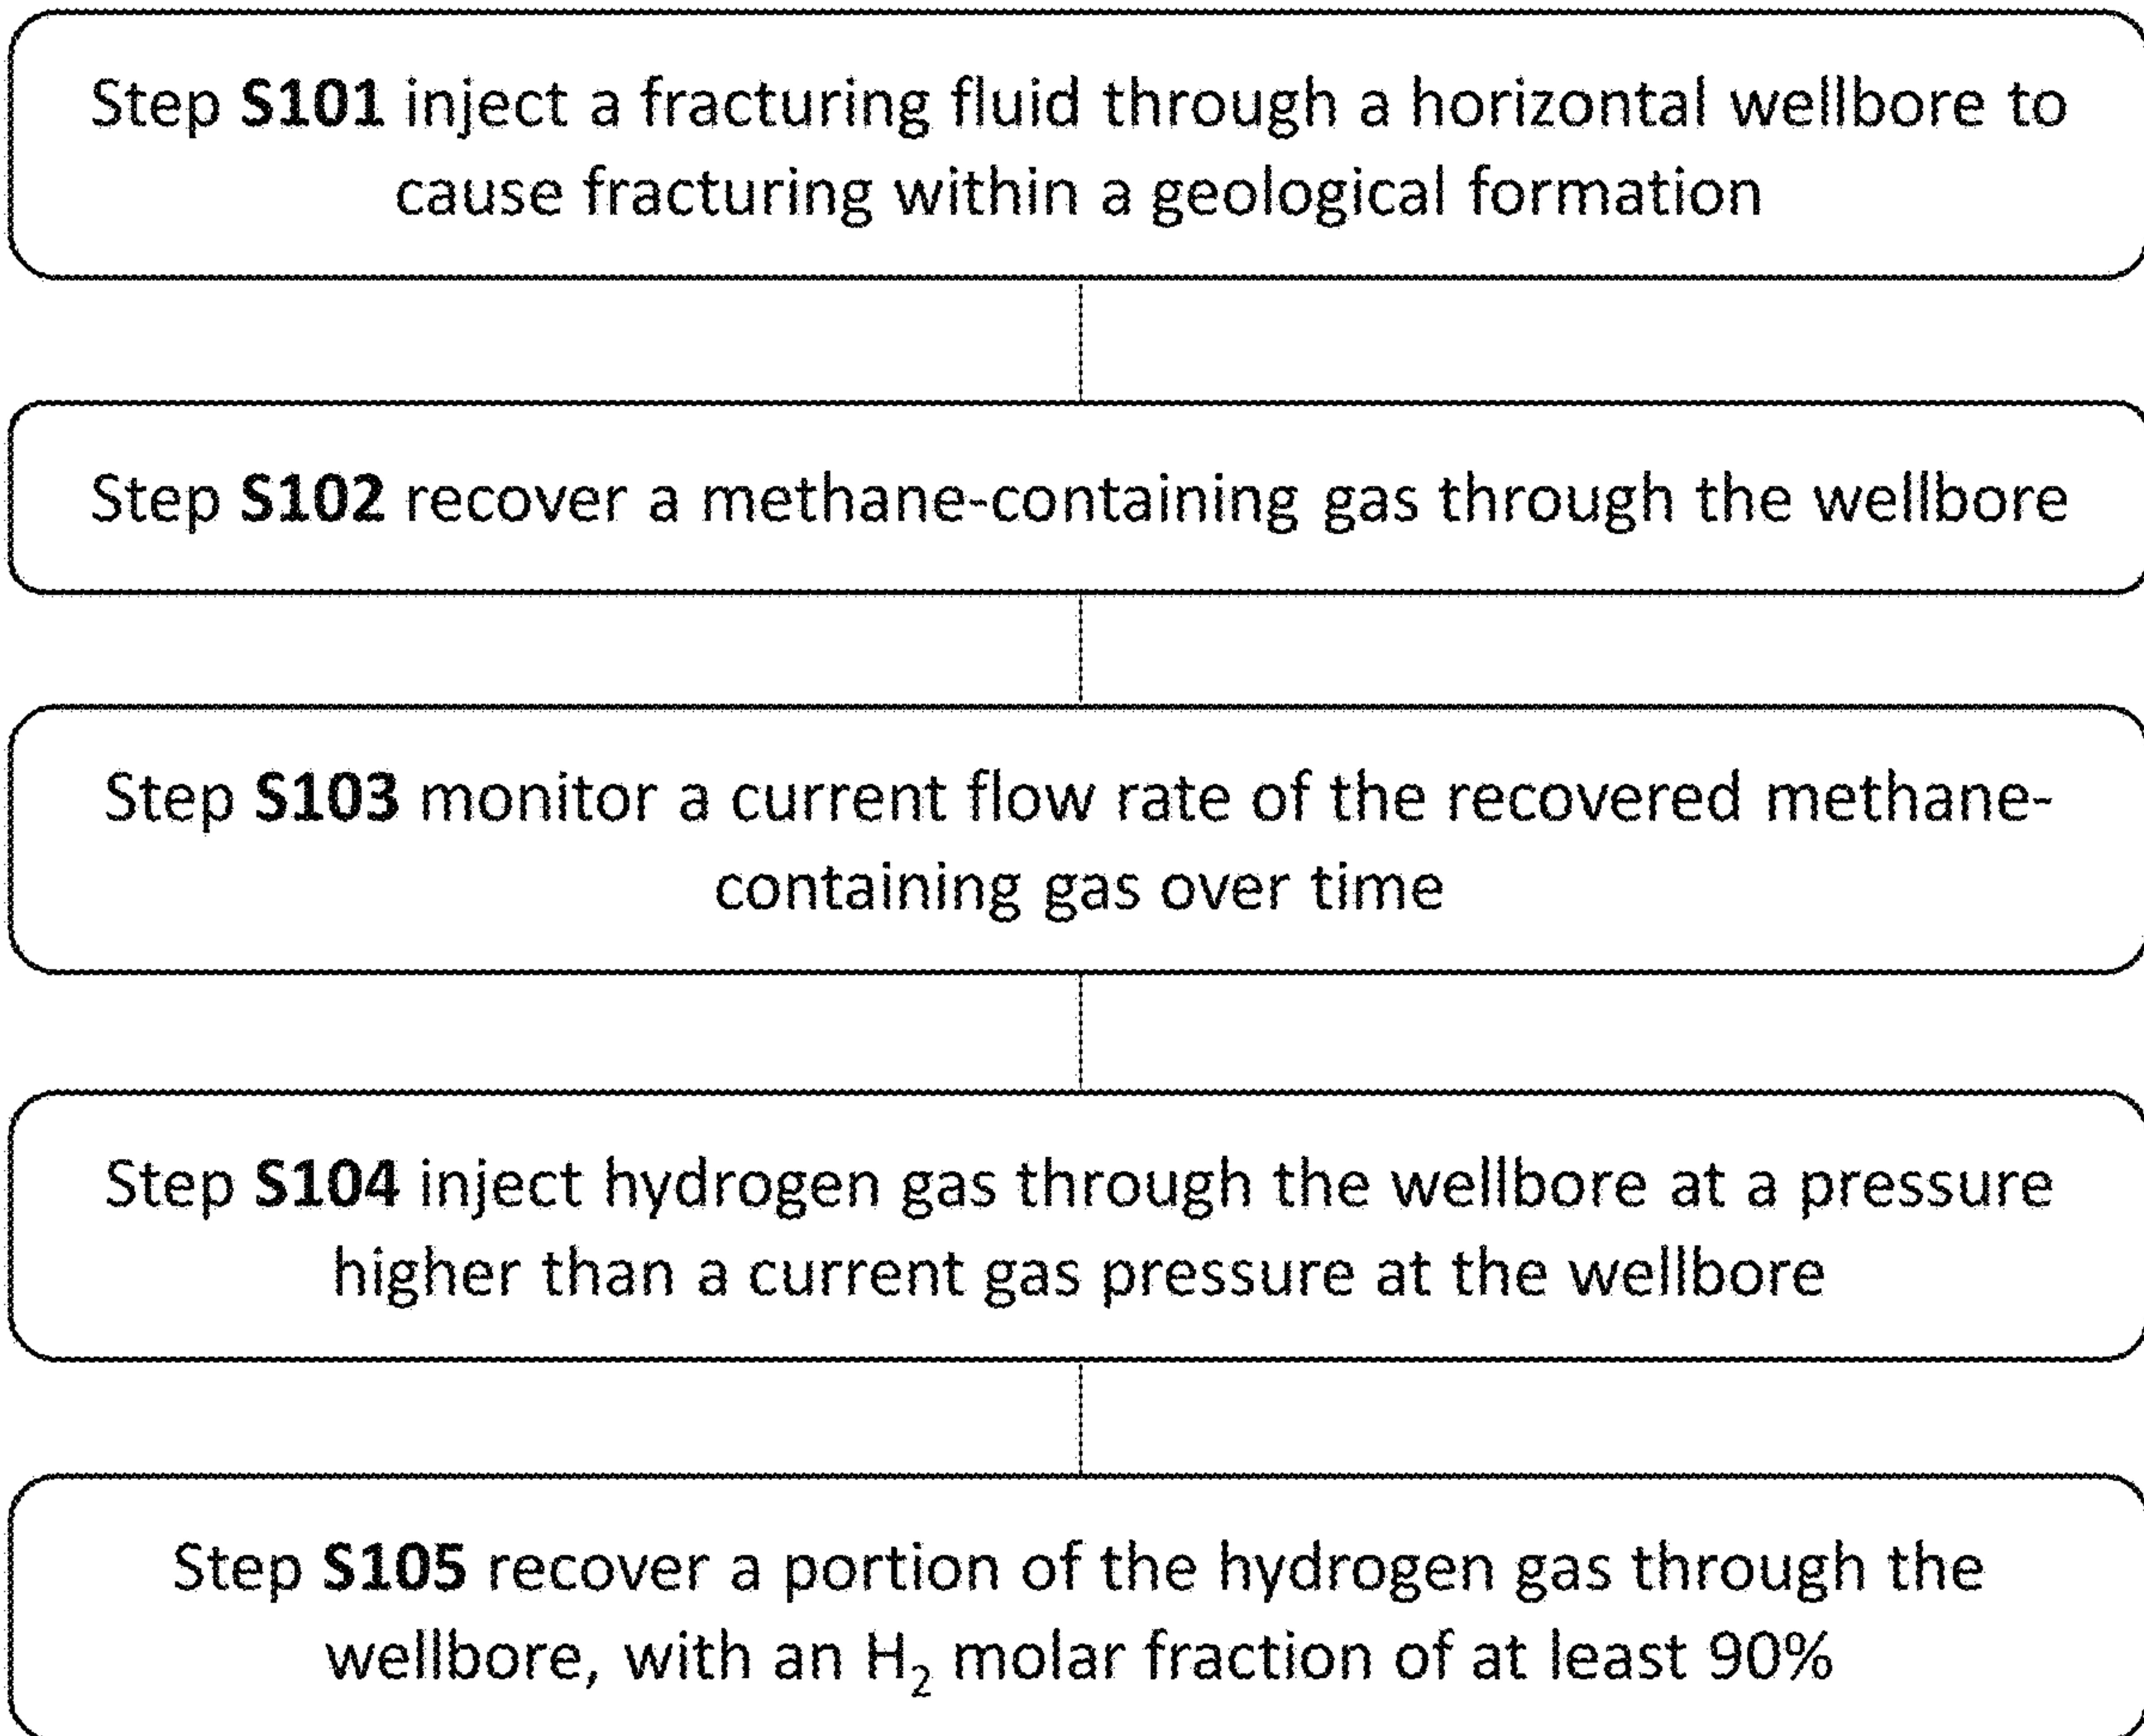 Step S101 inject a fracturing fluid through a horizontal wellbore to
cause fracturing within a geological formation
Step S102 recover a methane-containing gas through the wellbore
Step S103 monitor a current flow rate of the recovered methane-
containing gas over time
Step S104 inject hydrogen gas through the wellbore at a pressure
higher than a current gas pressure at the wellbore
Step S105 recover a portion of the hydrogen gas through the
wellbore, with an H₂ molar fraction of at least 90%